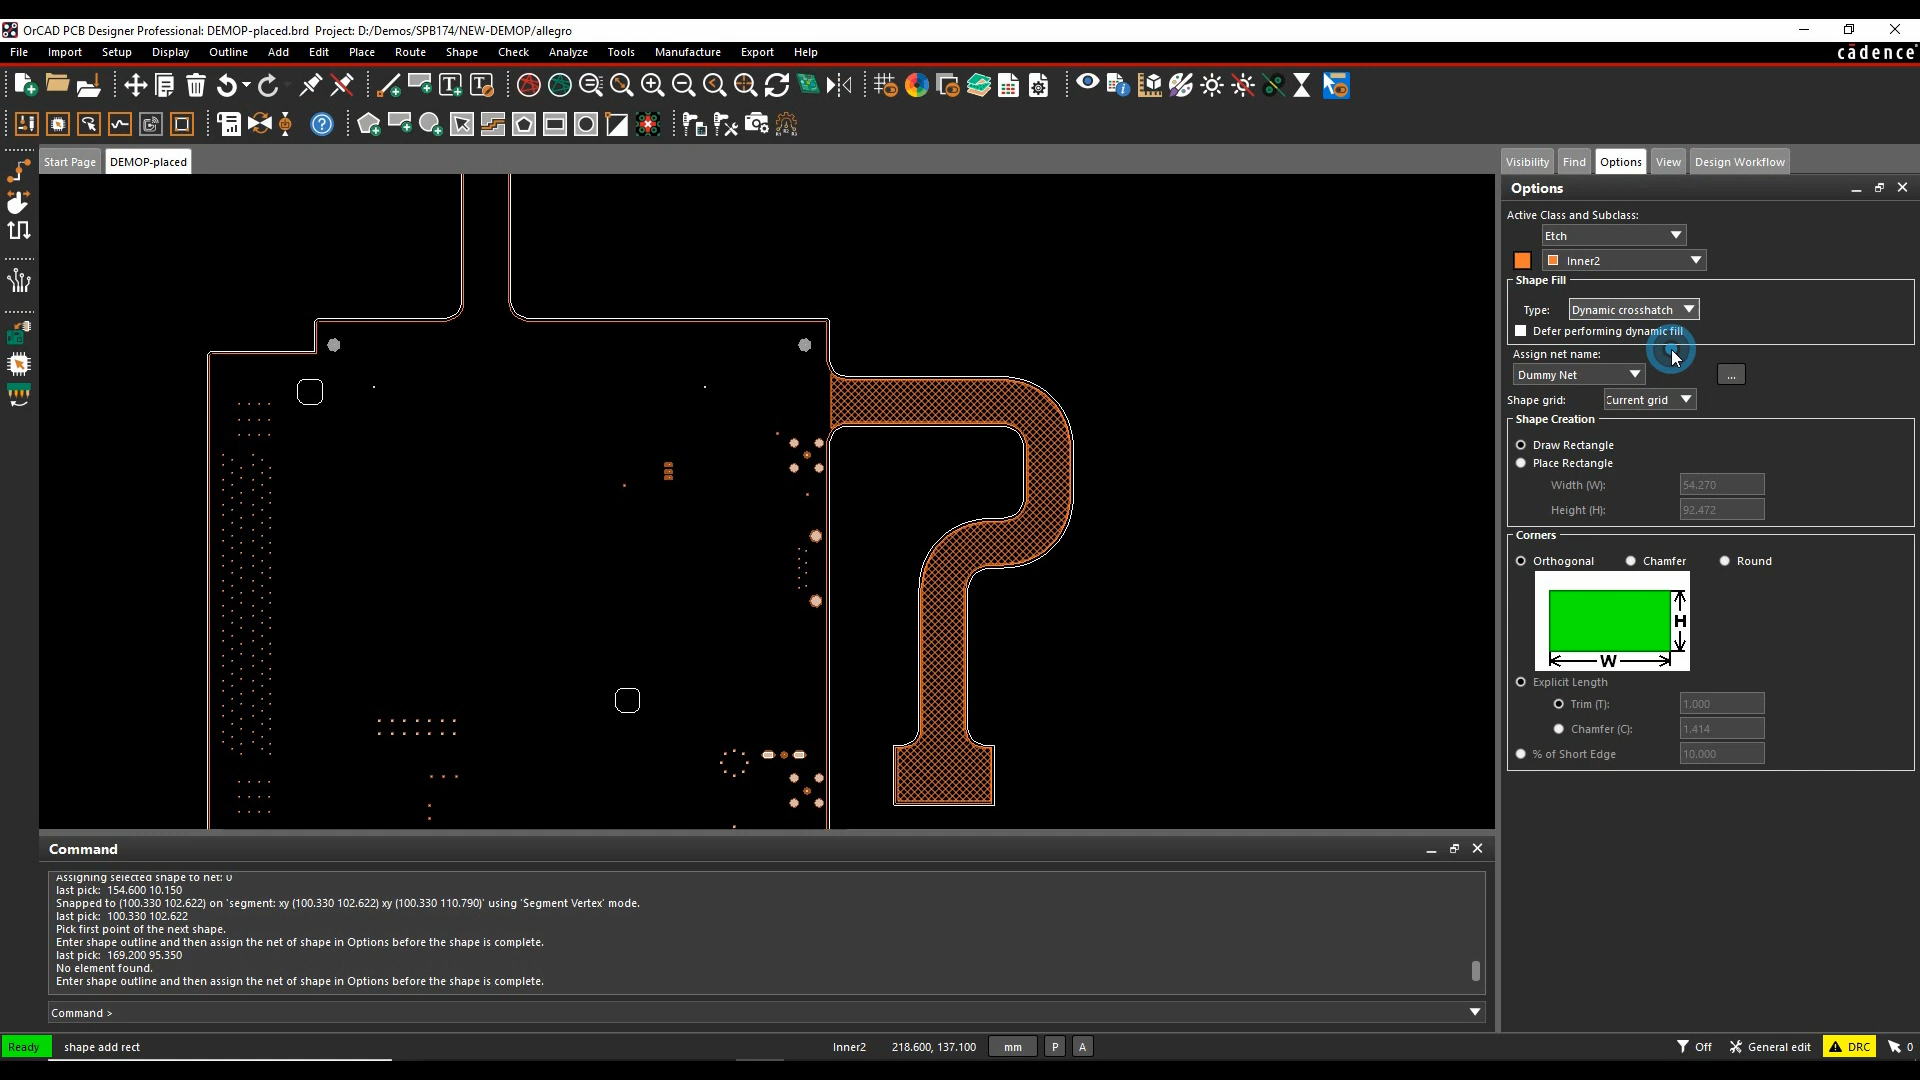 OrCAD PCB Designer Professional: DEMOP-placed.brd  Project: D:/Demos/SPB174/NEW-DEMOP/allegro
File Import Setup Display Outline Add Edit Place Route Shape Check Analyze Tools Manufacture Export Help
cādence
Start Page DEMOP-placed
Visibility Find Options View Design Workflow
Options
Active Class and Subclass:
Etch
Inner2
Shape Fill
Type: Dynamic crosshatch
Defer performing dynamic fill
Assign net name:
Dummy Net ...
Shape grid: Current grid
Shape Creation
Draw Rectangle
Place Rectangle
Width (W): 54.270
Height (H): 92.472
Corners
Orthogonal Chamfer Round
H
W
Explicit Length
Trim (T): 1.000
Chamfer (C): 1.414
% of Short Edge 10.000
Command
Assigning selected shape to net: 0
last pick:  154.600 10.150
Snapped to (100.330 102.622) on 'segment: xy (100.330 102.622) xy (100.330 110.790)' using 'Segment Vertex' mode.
last pick:  100.330 102.622
Pick first point of the next shape.
Enter shape outline and then assign the net of shape in Options before the shape is complete.
last pick:  169.200 95.350
No element found.
Enter shape outline and then assign the net of shape in Options before the shape is complete.
Command >
Ready shape add rect Inner2 218.600, 137.100 mm P A Off General edit DRC 0